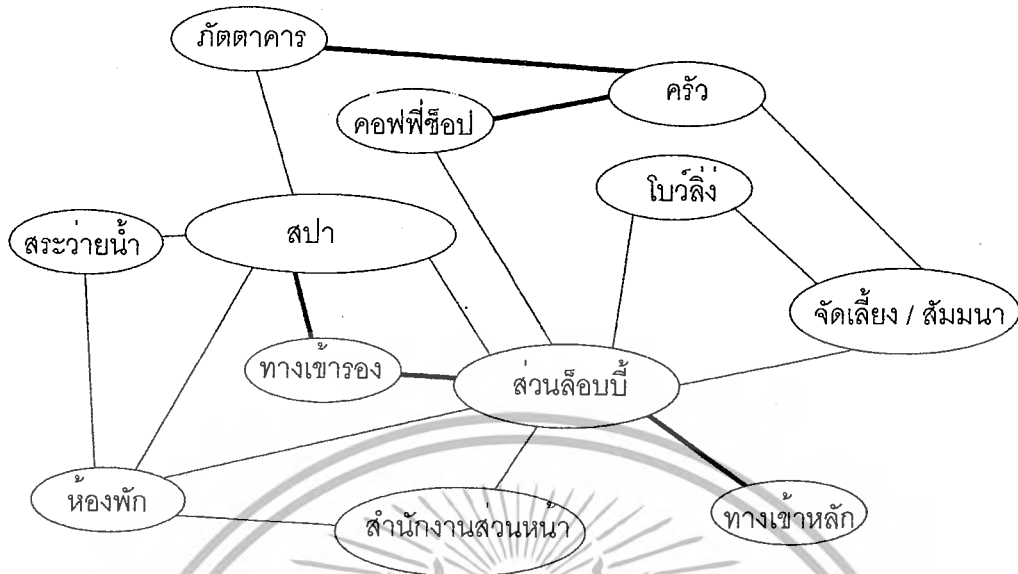 ภัตตาคาร
ครัว
คอฟฟี่ช็อป
โบว์ลิ่ง
สระว่ายน้ำ
สปา
จัดเลี้ยง / สัมมนา
ทางเข้ารอง
ส่วนล็อบบี้
ห้องพัก
สำนักงานส่วนหน้า
ทางเข้าหลัก